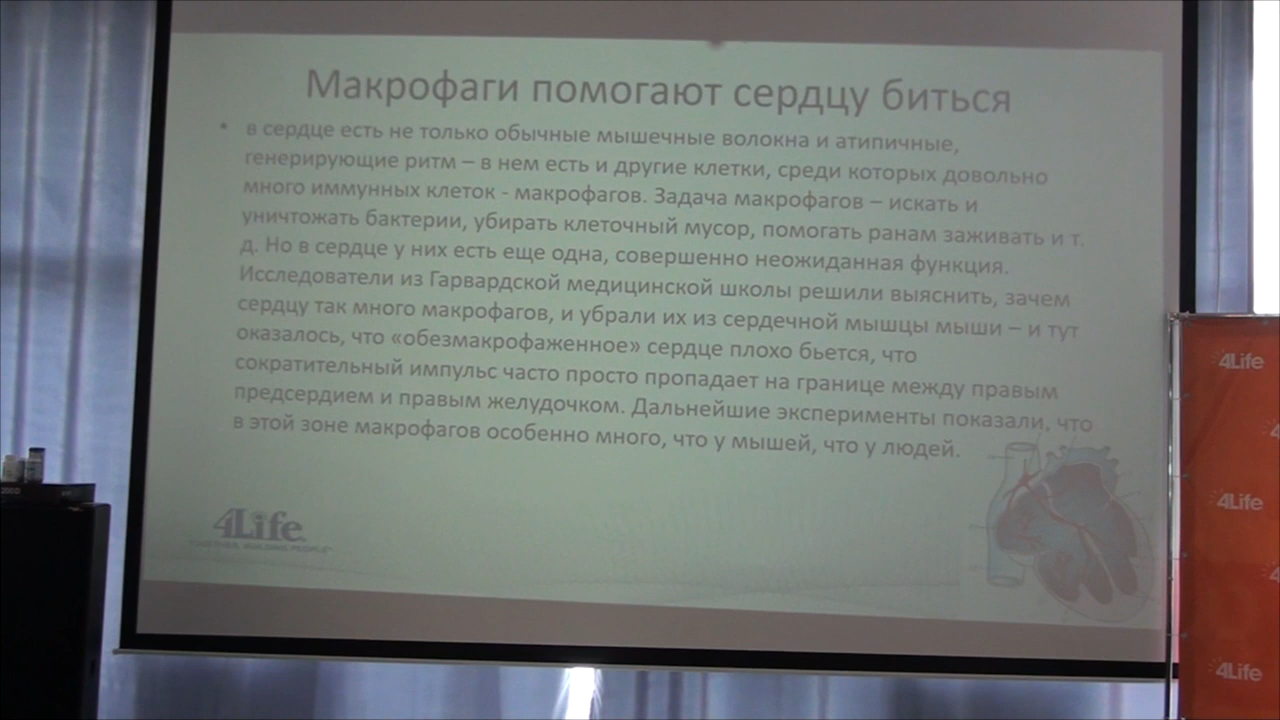 Макрофаги помогают сердцу биться
• в сердце есть не только обычные мышечные волокна и атипичные,
генерирующие ритм – в нем есть и другие клетки, среди которых довольно
много иммунных клеток - макрофагов. Задача макрофагов – искать и
уничтожать бактерии, убирать клеточный мусор, помогать ранам заживать и т.
д. Но в сердце у них есть еще одна, совершенно неожиданная функция.
Исследователи из Гарвардской медицинской школы решили выяснить, зачем
сердцу так много макрофагов, и убрали их из сердечной мышцы мыши – и тут
оказалось, что «обезмакрофаженное» сердце плохо бьется, что
сократительный импульс часто просто пропадает на границе между правым
предсердием и правым желудочком. Дальнейшие эксперименты показали, что
в этой зоне макрофагов особенно много, что у мышей, что у людей.
4Life
TOGETHER, BUILDING PEOPLE
4Life
4Life
4Life